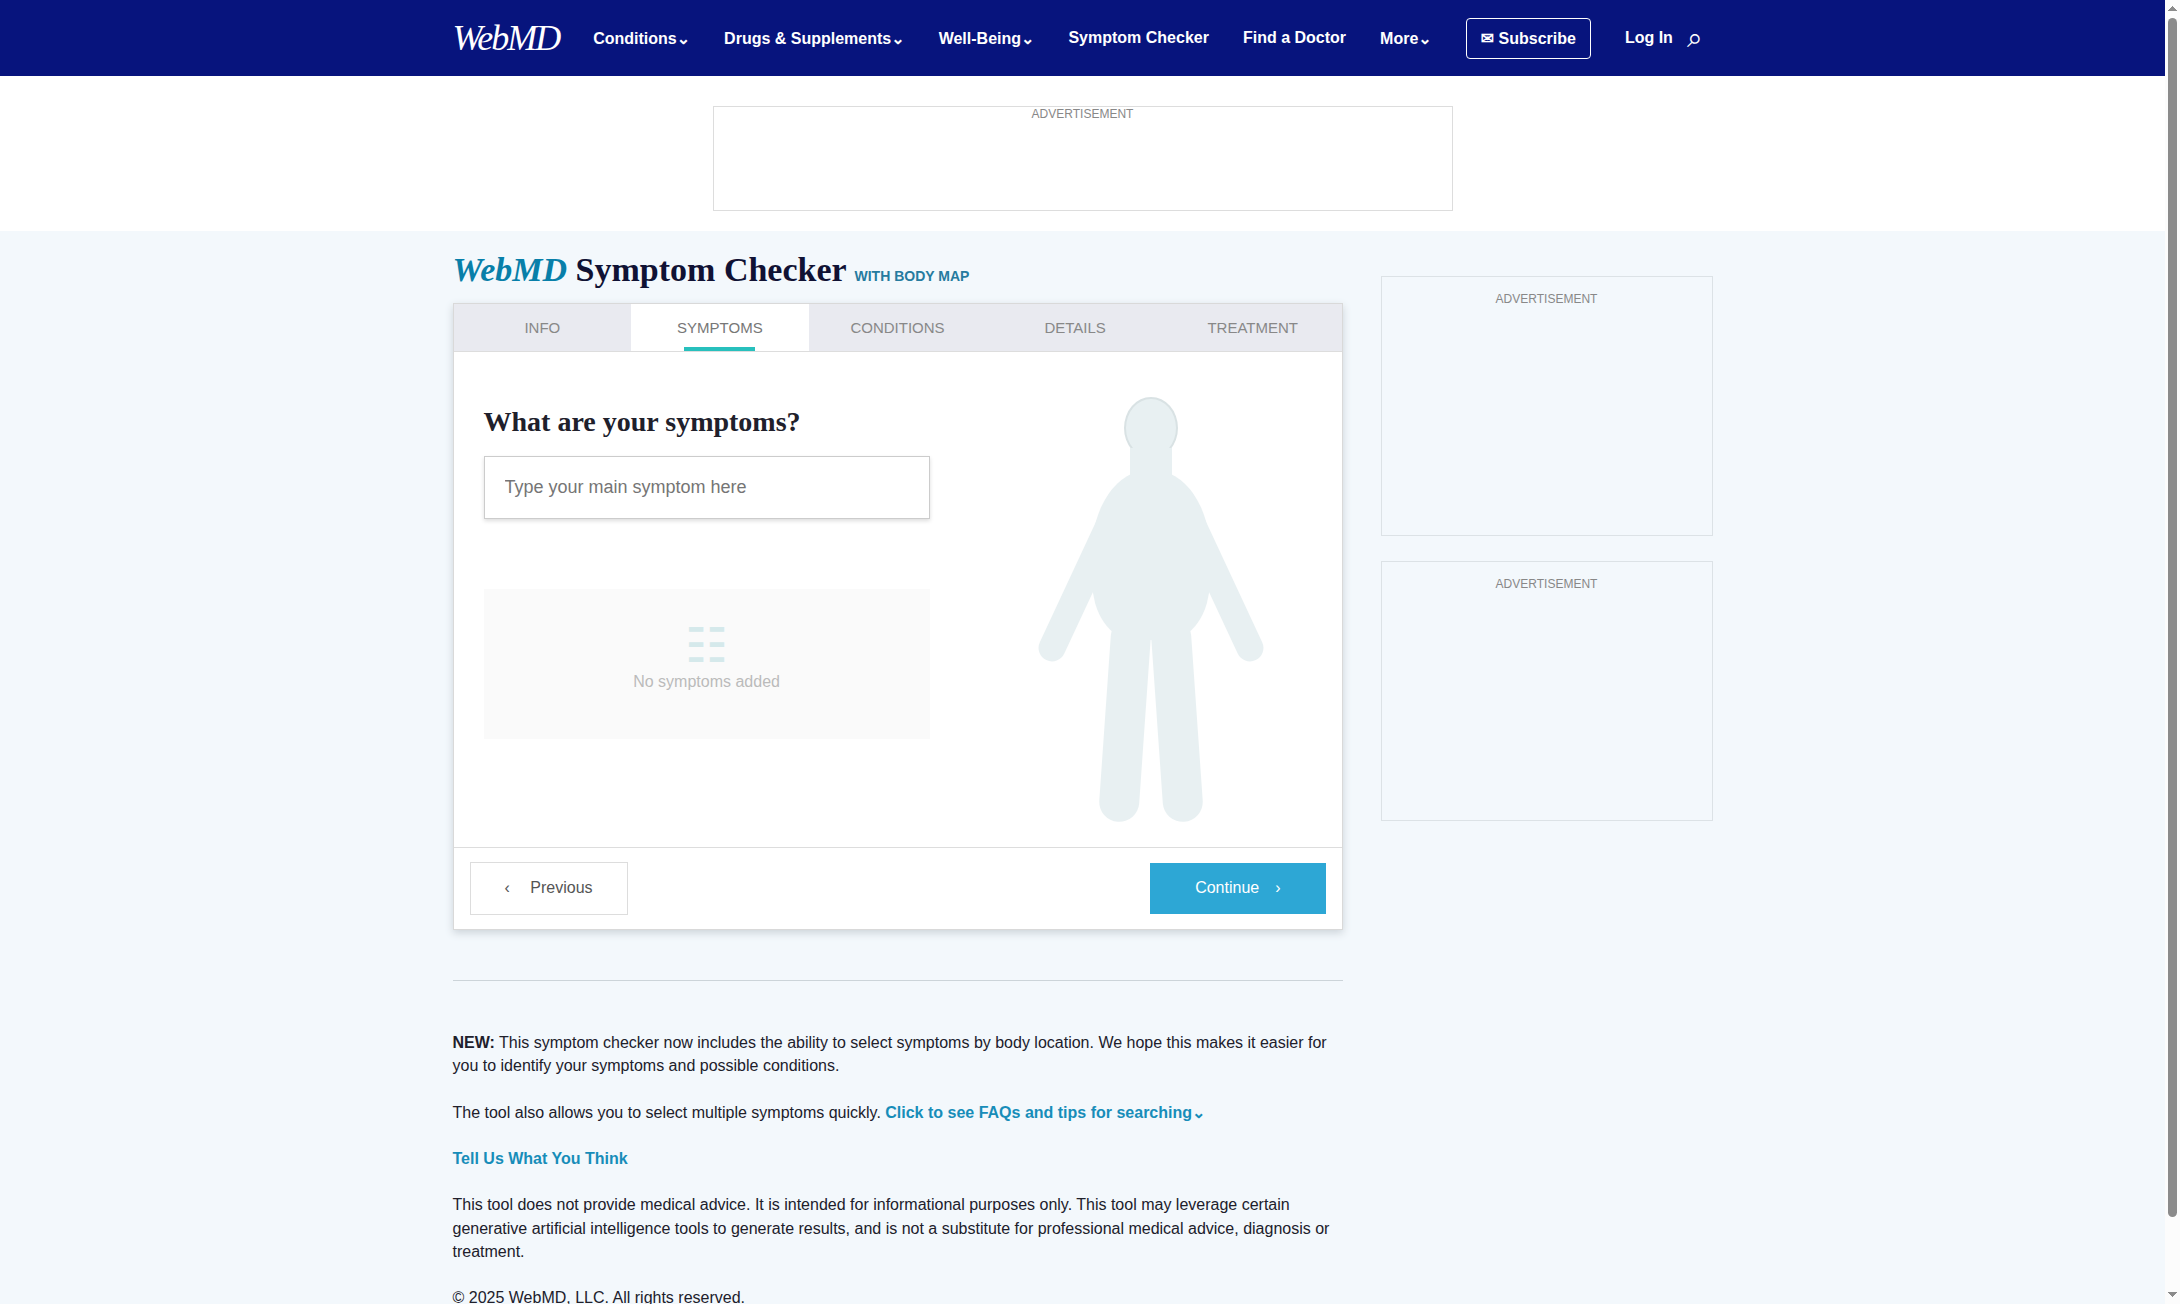 WebMD Conditions⌄ Drugs & Supplements⌄ Well-Being⌄ Symptom Checker Find a Doctor More⌄ ✉ Subscribe Log In ⌕
ADVERTISEMENT
WebMD Symptom Checker WITH BODY MAP
INFO SYMPTOMS CONDITIONS DETAILS TREATMENT
What are your symptoms?
Type your main symptom here
No symptoms added
‹ Previous
Continue ›
ADVERTISEMENT
ADVERTISEMENT
NEW: This symptom checker now includes the ability to select symptoms by body location. We hope this makes it easier for
you to identify your symptoms and possible conditions.
The tool also allows you to select multiple symptoms quickly. Click to see FAQs and tips for searching⌄
Tell Us What You Think
This tool does not provide medical advice. It is intended for informational purposes only. This tool may leverage certain
generative artificial intelligence tools to generate results, and is not a substitute for professional medical advice, diagnosis or
treatment.
© 2025 WebMD, LLC. All rights reserved.